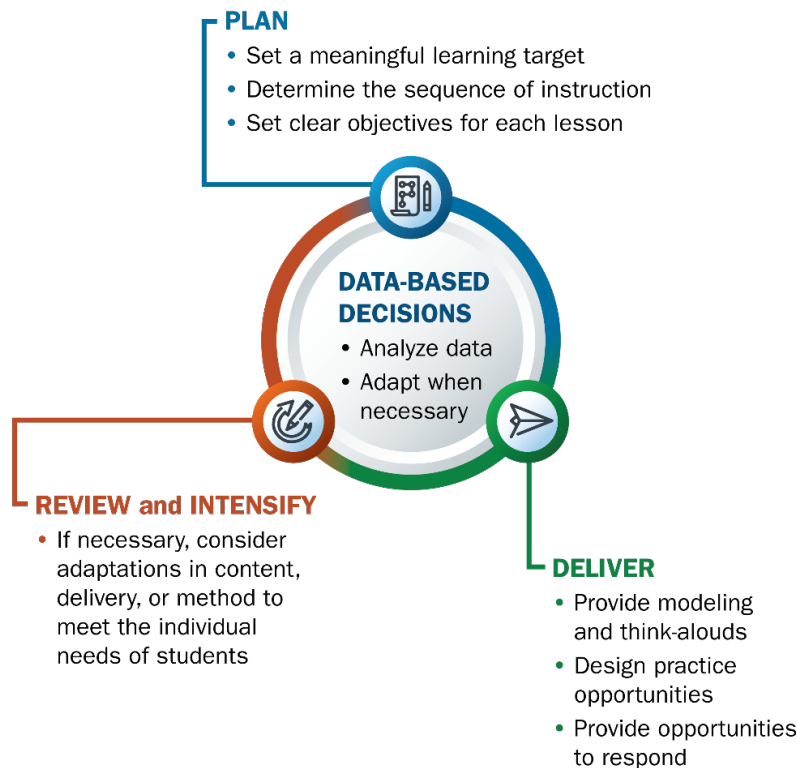 PLAN
• Set a meaningful learning target
• Determine the sequence of instruction
• Set clear objectives for each lesson
DATA-BASED
DECISIONS
• Analyze data
• Adapt when
necessary
REVIEW and INTENSIFY
• If necessary, consider
adaptations in content,
delivery, or method to
meet the individual
needs of students
DELIVER
• Provide modeling
and think-alouds
• Design practice
opportunities
• Provide opportunities
to respond